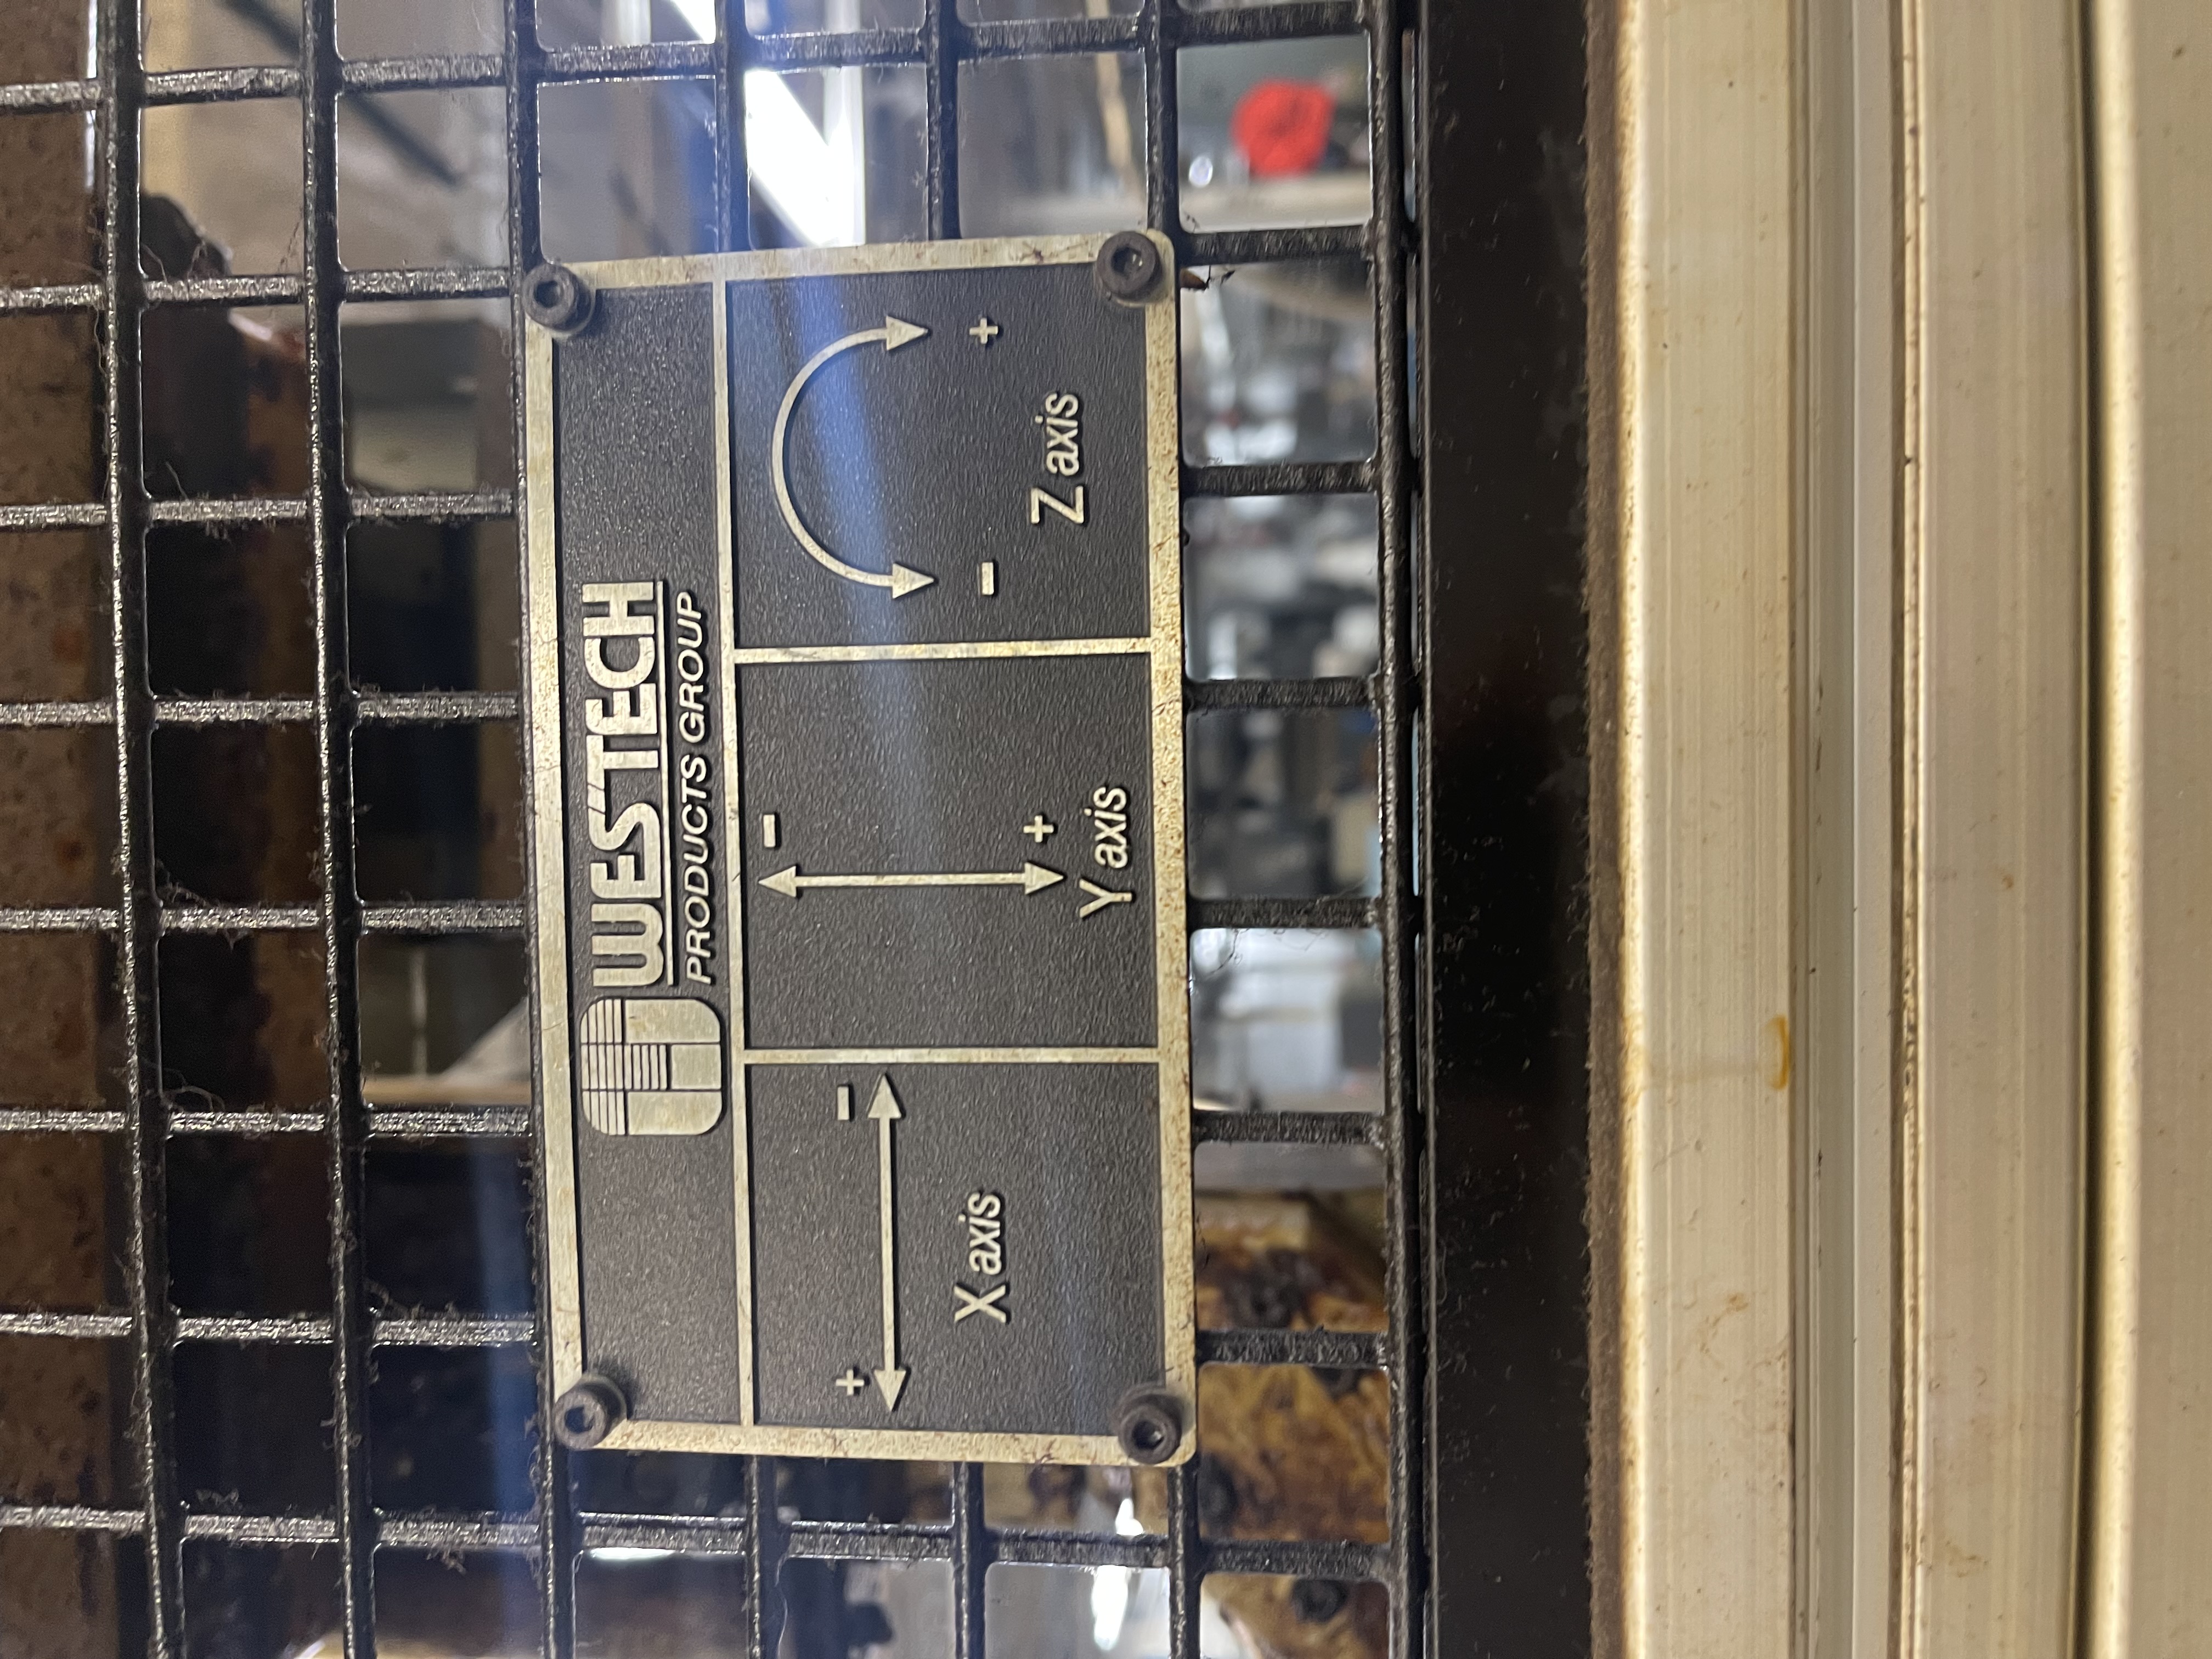 WESTECH
PRODUCTS GROUP
+ -
X axis
-
+
Y axis
- +
Z axis